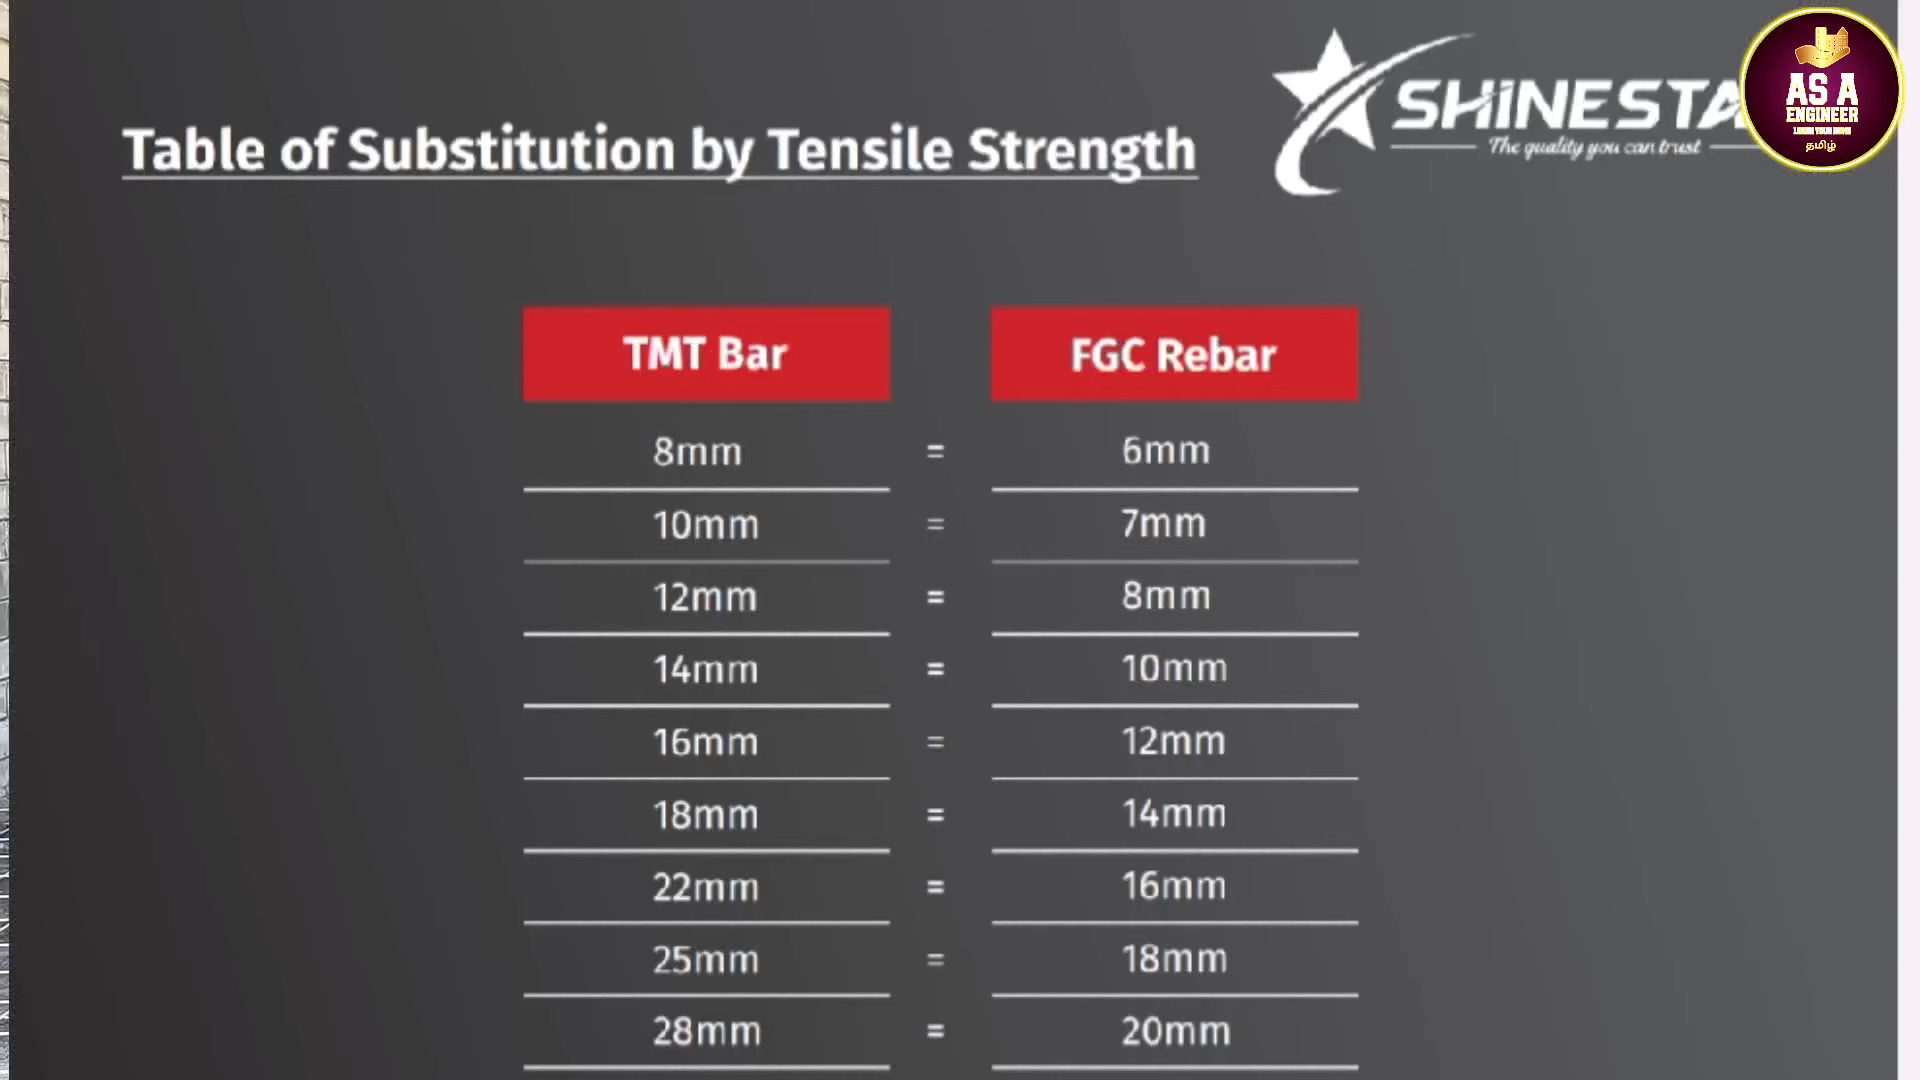 Table of Substitution by Tensile Strength
The quality you can trust
AS A
ENGINEER
தமிழ்
TMT Bar FGC Rebar
8mm = 6mm
10mm = 7mm
12mm = 8mm
14mm = 10mm
16mm = 12mm
18mm = 14mm
22mm = 16mm
25mm = 18mm
28mm = 20mm